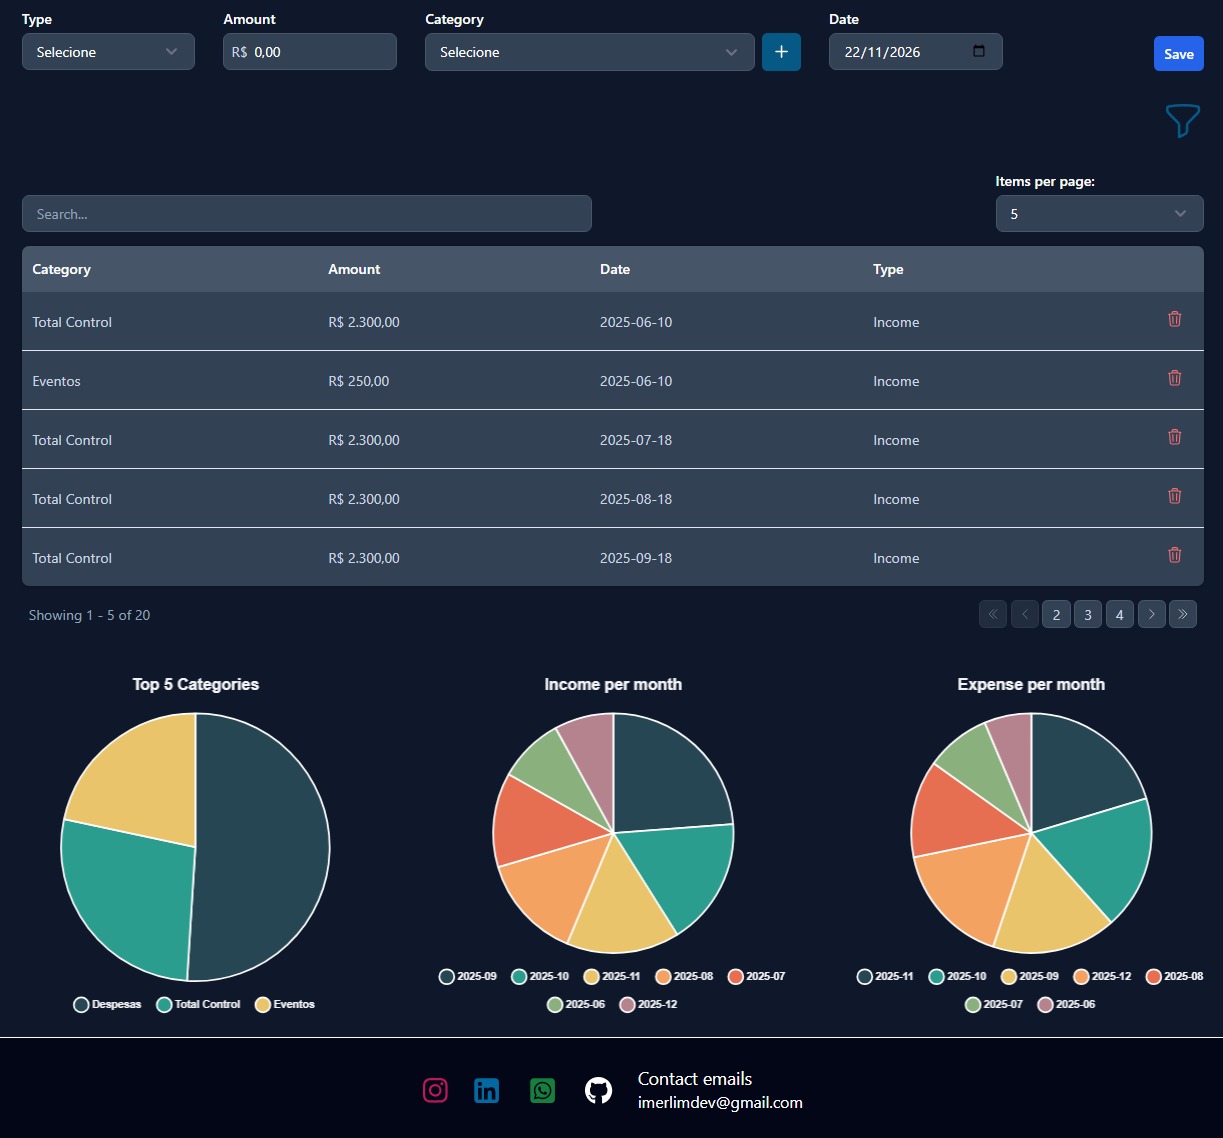 Type Amount Category Date
Selecione R$ 0,00 Selecione + 22/11/2026 Save
Items per page:
Search... 5
Category Amount Date Type
Total Control R$ 2.300,00 2025-06-10 Income
Eventos R$ 250,00 2025-06-10 Income
Total Control R$ 2.300,00 2025-07-18 Income
Total Control R$ 2.300,00 2025-08-18 Income
Total Control R$ 2.300,00 2025-09-18 Income
Showing 1 - 5 of 20 « ‹ 2 3 4 › »
Top 5 Categories
Despesas Total Control Eventos
Income per month
2025-09 2025-10 2025-11 2025-08 2025-07
2025-06 2025-12
Expense per month
2025-11 2025-10 2025-09 2025-12 2025-08
2025-07 2025-06
in Contact emails
imerlimdev@gmail.com